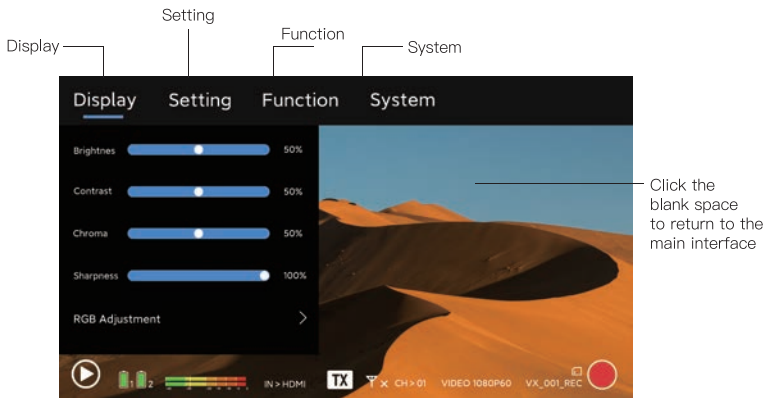 Setting
Function
Display
System
Display Setting Function System
Brightnes 50%
Contrast 50%
Click the
blank space
to return to the
main interface
Chroma 50%
Sharpness 100%
RGB Adjustment
1 2 IN > HDMI TX CH > 01 VIDEO 1080P60 VX_001_REC